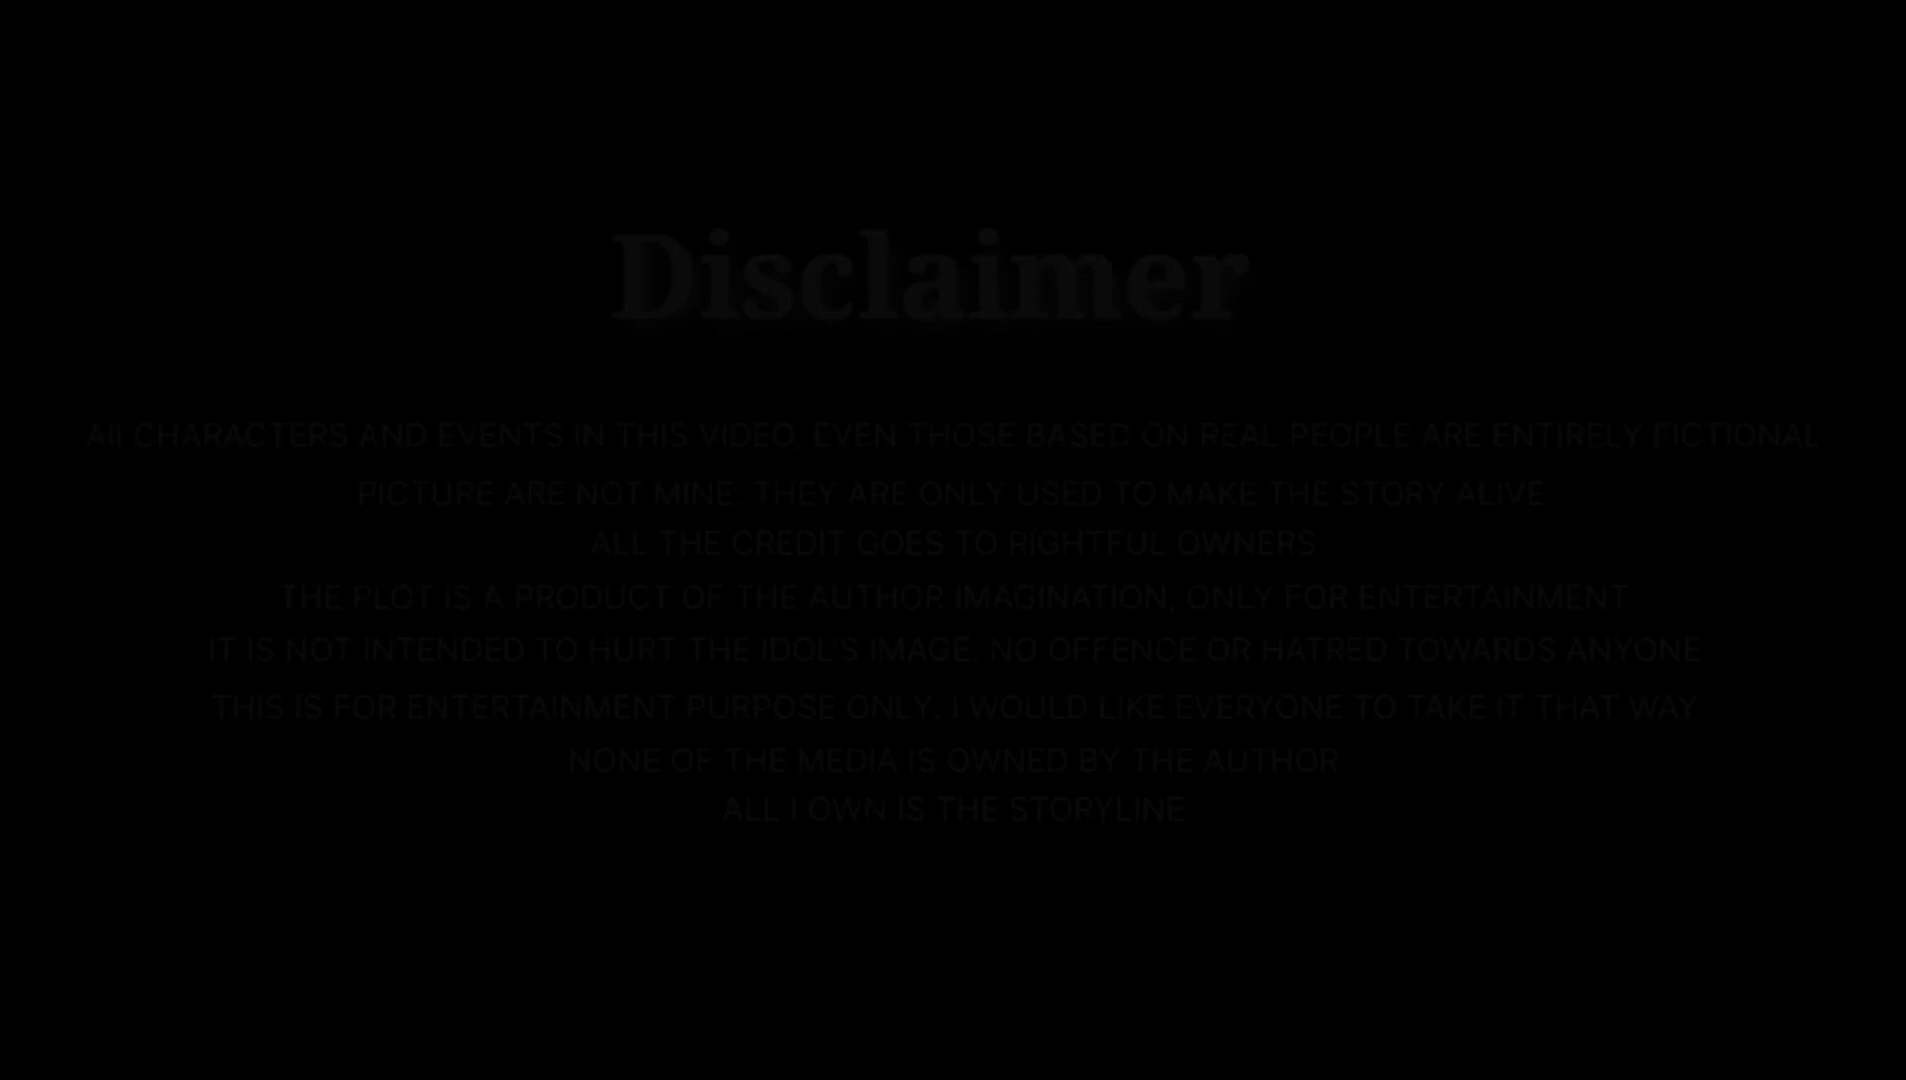 Disclaimer
All CHARACTERS AND EVENTS IN THIS VIDEO, EVEN THOSE BASED ON REAL PEOPLE ARE ENTIRELY FICTIONAL
PICTURE ARE NOT MINE. THEY ARE ONLY USED TO MAKE THE STORY ALIVE
ALL THE CREDIT GOES TO RIGHTFUL OWNERS
THE PLOT IS A PRODUCT OF THE AUTHOR IMAGINATION, ONLY FOR ENTERTAINMENT
IT IS NOT INTENDED TO HURT THE IDOL'S IMAGE. NO OFFENCE OR HATRED TOWARDS ANYONE
THIS IS FOR ENTERTAINMENT PURPOSE ONLY. I WOULD LIKE EVERYONE TO TAKE IT THAT WAY
NONE OF THE MEDIA IS OWNED BY THE AUTHOR
ALL I OWN IS THE STORYLINE